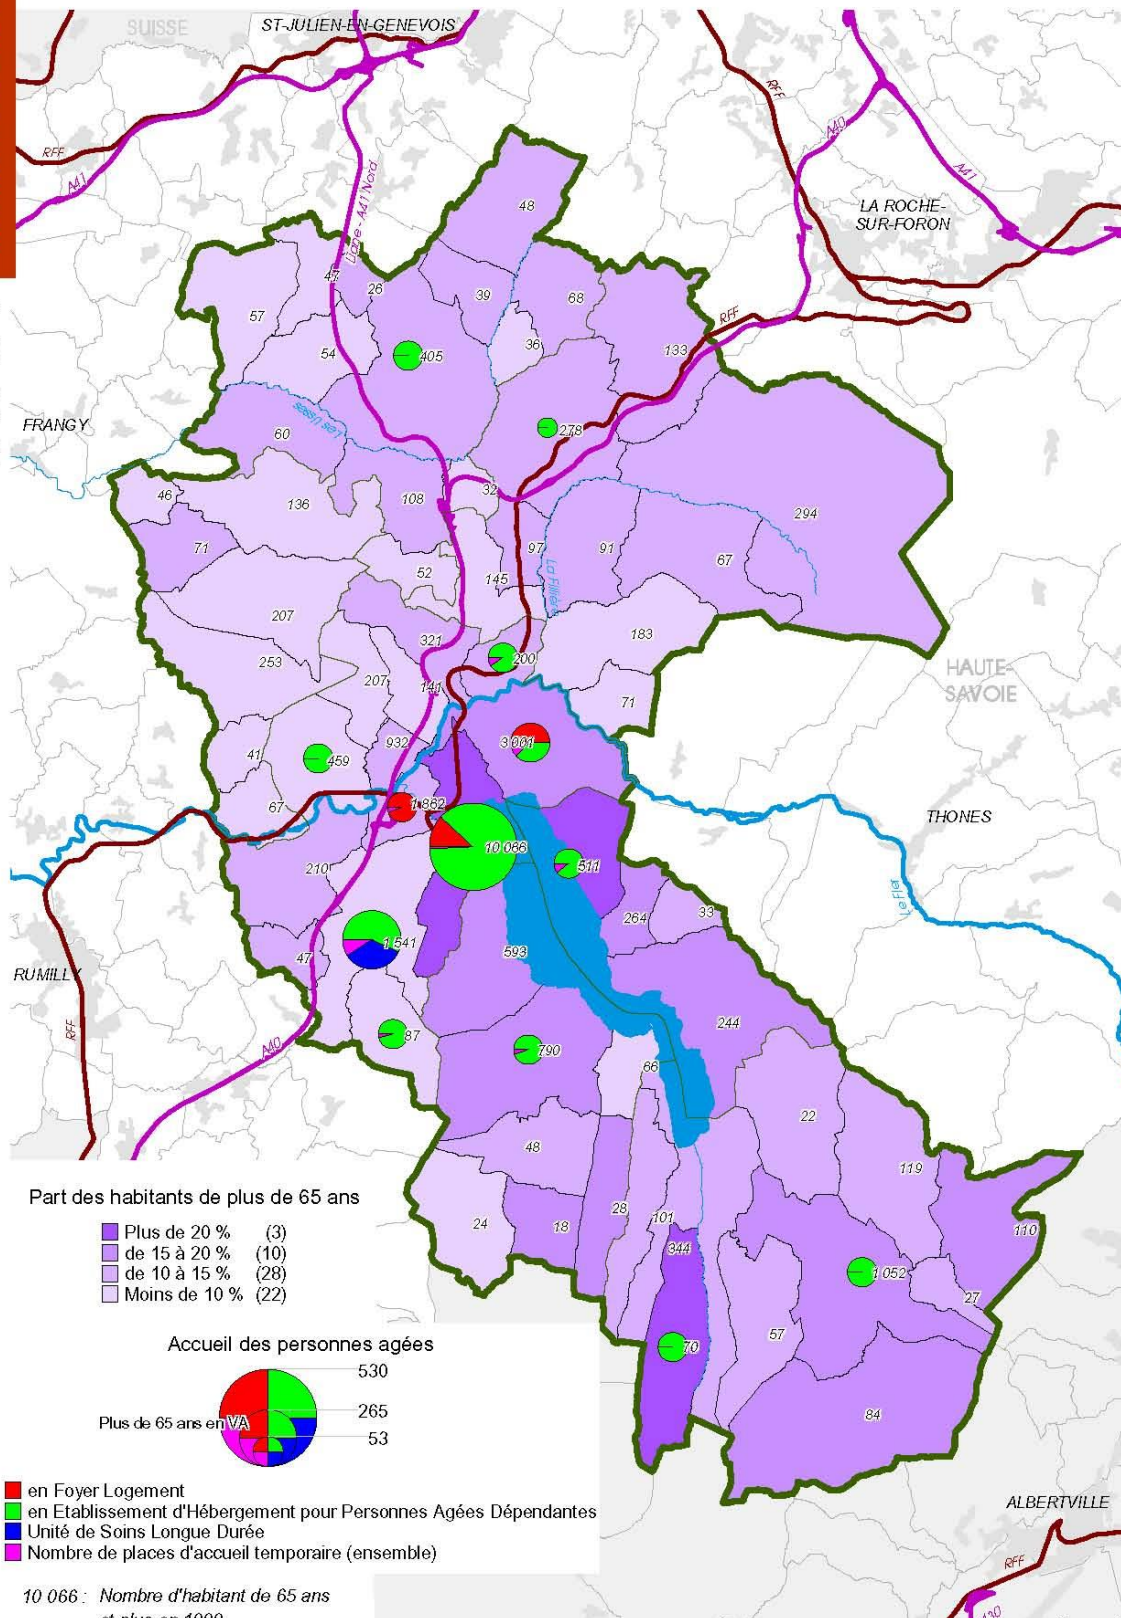 SUISSE
ST-JULIEN-EN-GENEVOIS
RFF
A41
Liane - A41 Nord
RFF
A40
A41
LA ROCHE-
SUR-FORON
48
47
26
39
68
57
54
36
405
133
RFF
FRANGY
Les Usses
60
278
46
136
108
32
294
71
97
91
67
52
145
La Fillière
207
321
183
253
200
HAUTE-
SAVOIE
207
141
71
41
459
932
3 061
67
1 862
THONES
10 066
511
210
Le Fier
264
33
47
1 541
593
RUMILLY
RFF
A40
87
790
244
66
22
48
119
24
18
28
101
344
110
1 052
27
57
70
84
Part des habitants de plus de 65 ans
Plus de 20 % (3)
de 15 à 20 % (10)
de 10 à 15 % (28)
Moins de 10 % (22)
Accueil des personnes agées
530
265
53
Plus de 65 ans en VA
en Foyer Logement
en Etablissement d'Hébergement pour Personnes Agées Dépendantes
Unité de Soins Longue Durée
Nombre de places d'accueil temporaire (ensemble)
ALBERTVILLE
RFF
10 066 : Nombre d'habitant de 65 ans
et plus en 1999